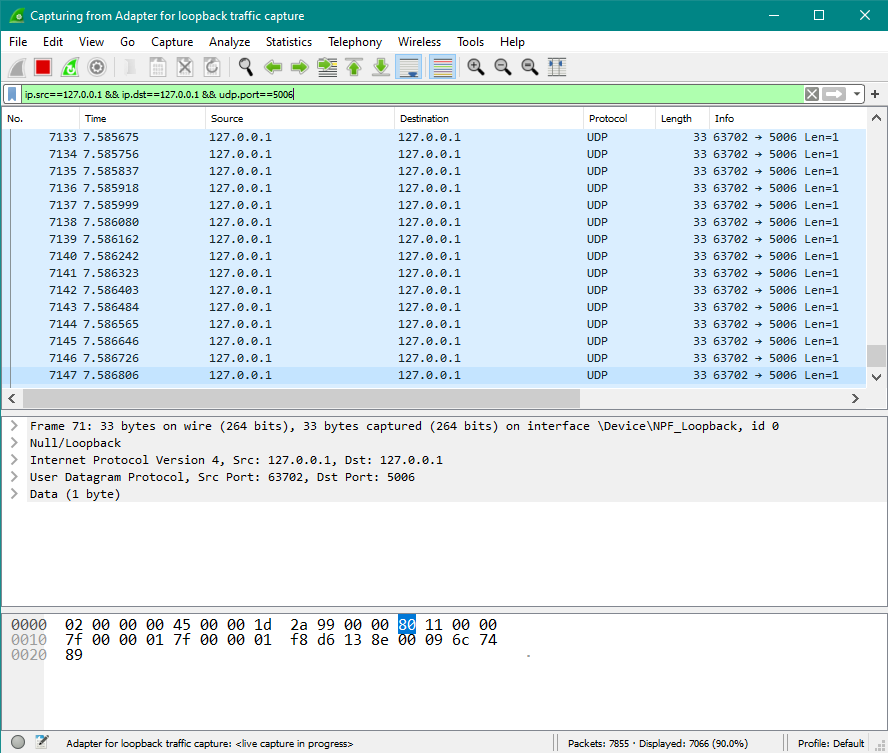 Capturing from Adapter for loopback traffic capture
File Edit View Go Capture Analyze Statistics Telephony Wireless Tools Help
ip.src==127.0.0.1 && ip.dst==127.0.0.1 && udp.port==5006
No. Time Source Destination Protocol Length Info
7133 7.585675 127.0.0.1 127.0.0.1 UDP 33 63702 → 5006 Len=1
7134 7.585756 127.0.0.1 127.0.0.1 UDP 33 63702 → 5006 Len=1
7135 7.585837 127.0.0.1 127.0.0.1 UDP 33 63702 → 5006 Len=1
7136 7.585918 127.0.0.1 127.0.0.1 UDP 33 63702 → 5006 Len=1
7137 7.585999 127.0.0.1 127.0.0.1 UDP 33 63702 → 5006 Len=1
7138 7.586080 127.0.0.1 127.0.0.1 UDP 33 63702 → 5006 Len=1
7139 7.586162 127.0.0.1 127.0.0.1 UDP 33 63702 → 5006 Len=1
7140 7.586242 127.0.0.1 127.0.0.1 UDP 33 63702 → 5006 Len=1
7141 7.586323 127.0.0.1 127.0.0.1 UDP 33 63702 → 5006 Len=1
7142 7.586403 127.0.0.1 127.0.0.1 UDP 33 63702 → 5006 Len=1
7143 7.586484 127.0.0.1 127.0.0.1 UDP 33 63702 → 5006 Len=1
7144 7.586565 127.0.0.1 127.0.0.1 UDP 33 63702 → 5006 Len=1
7145 7.586646 127.0.0.1 127.0.0.1 UDP 33 63702 → 5006 Len=1
7146 7.586726 127.0.0.1 127.0.0.1 UDP 33 63702 → 5006 Len=1
7147 7.586806 127.0.0.1 127.0.0.1 UDP 33 63702 → 5006 Len=1
Frame 71: 33 bytes on wire (264 bits), 33 bytes captured (264 bits) on interface \Device\NPF_Loopback, id 0
Null/Loopback
Internet Protocol Version 4, Src: 127.0.0.1, Dst: 127.0.0.1
User Datagram Protocol, Src Port: 63702, Dst Port: 5006
Data (1 byte)
0000 02 00 00 00 45 00 00 1d 2a 99 00 00 80 11 00 00
0010 7f 00 00 01 7f 00 00 01 f8 d6 13 8e 00 09 6c 74
0020 89
Adapter for loopback traffic capture: <live capture in progress> Packets: 7855 · Displayed: 7066 (90.0%) Profile: Default